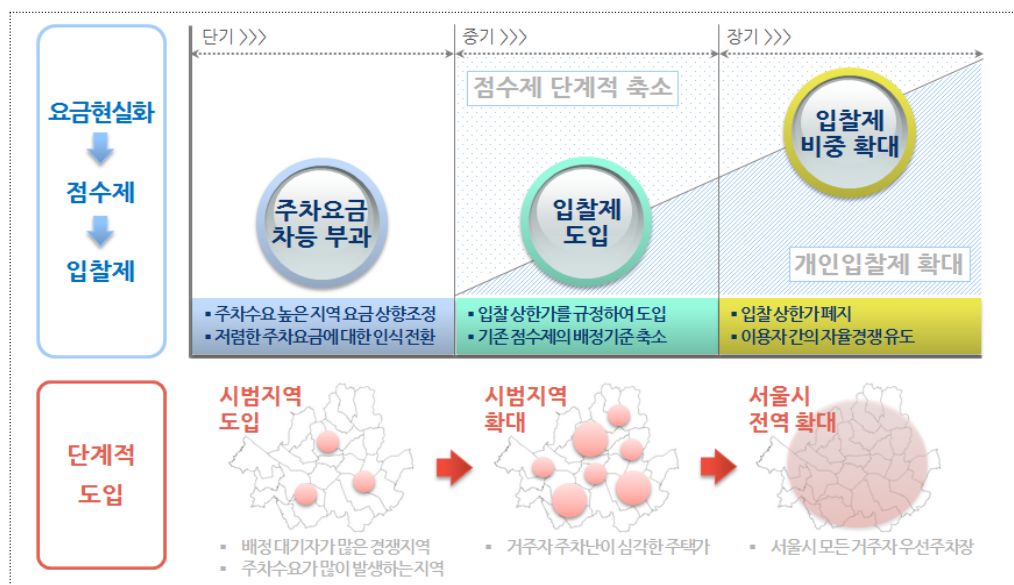 단기 >>>
중기 >>>
장기 >>>
요금현실화
점수제
입찰제
점수제 단계적 축소
개인입찰제 확대
주차요금
차등 부과
입찰제
도입
입찰제
비중 확대
▪ 주차수요 높은 지역 요금 상향조정
▪ 저렴한 주차요금에 대한 인식 전환
▪ 입찰 상한가를 규정하여 도입
▪ 기존 점수제의 배정기준 축소
▪ 입찰 상한가 폐지
▪ 이용자 간의 자율경쟁 유도
단계적
도입
시범지역
도입
시범지역
확대
서울시
전역 확대
▪ 배정 대기자가 많은 경쟁지역
▪ 주차수요가 많이 발생하는 지역
▪ 거주자 주차난이 심각한 주택가
▪ 서울시 모든 거주자 우선주차장